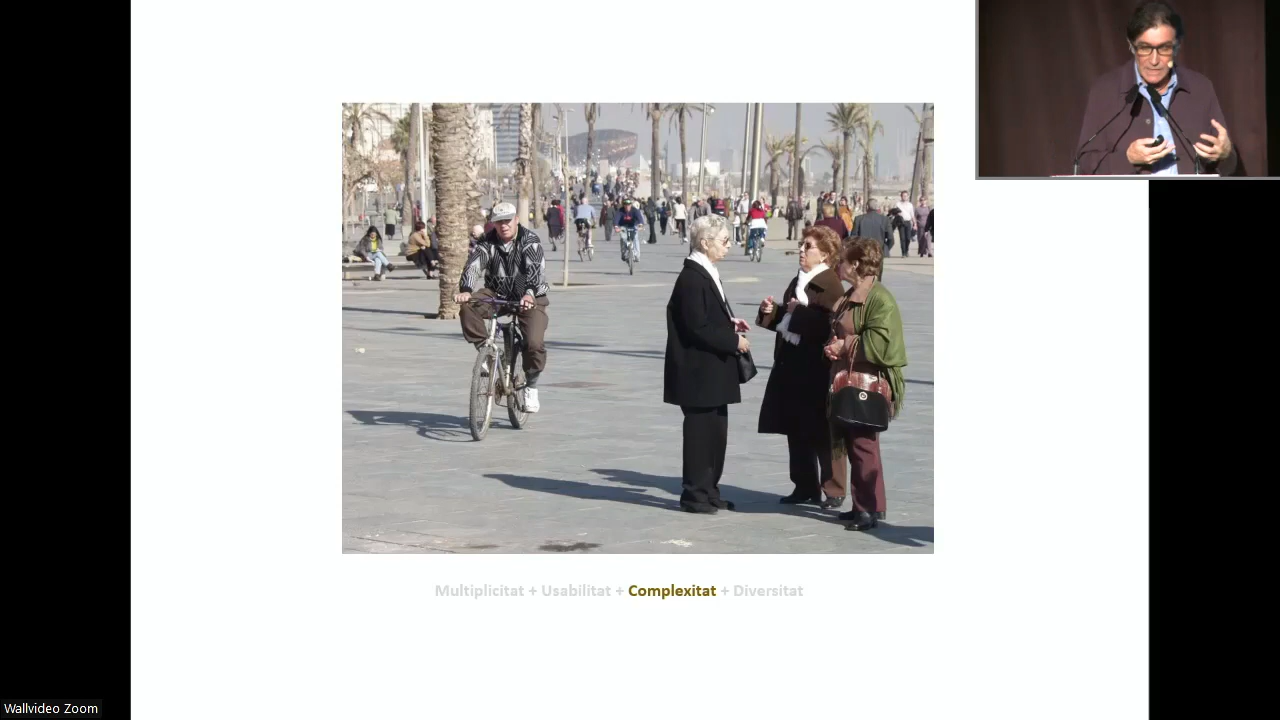 Multiplicitat + Usabilitat + Complexitat + Diversitat
Wallvideo Zoom